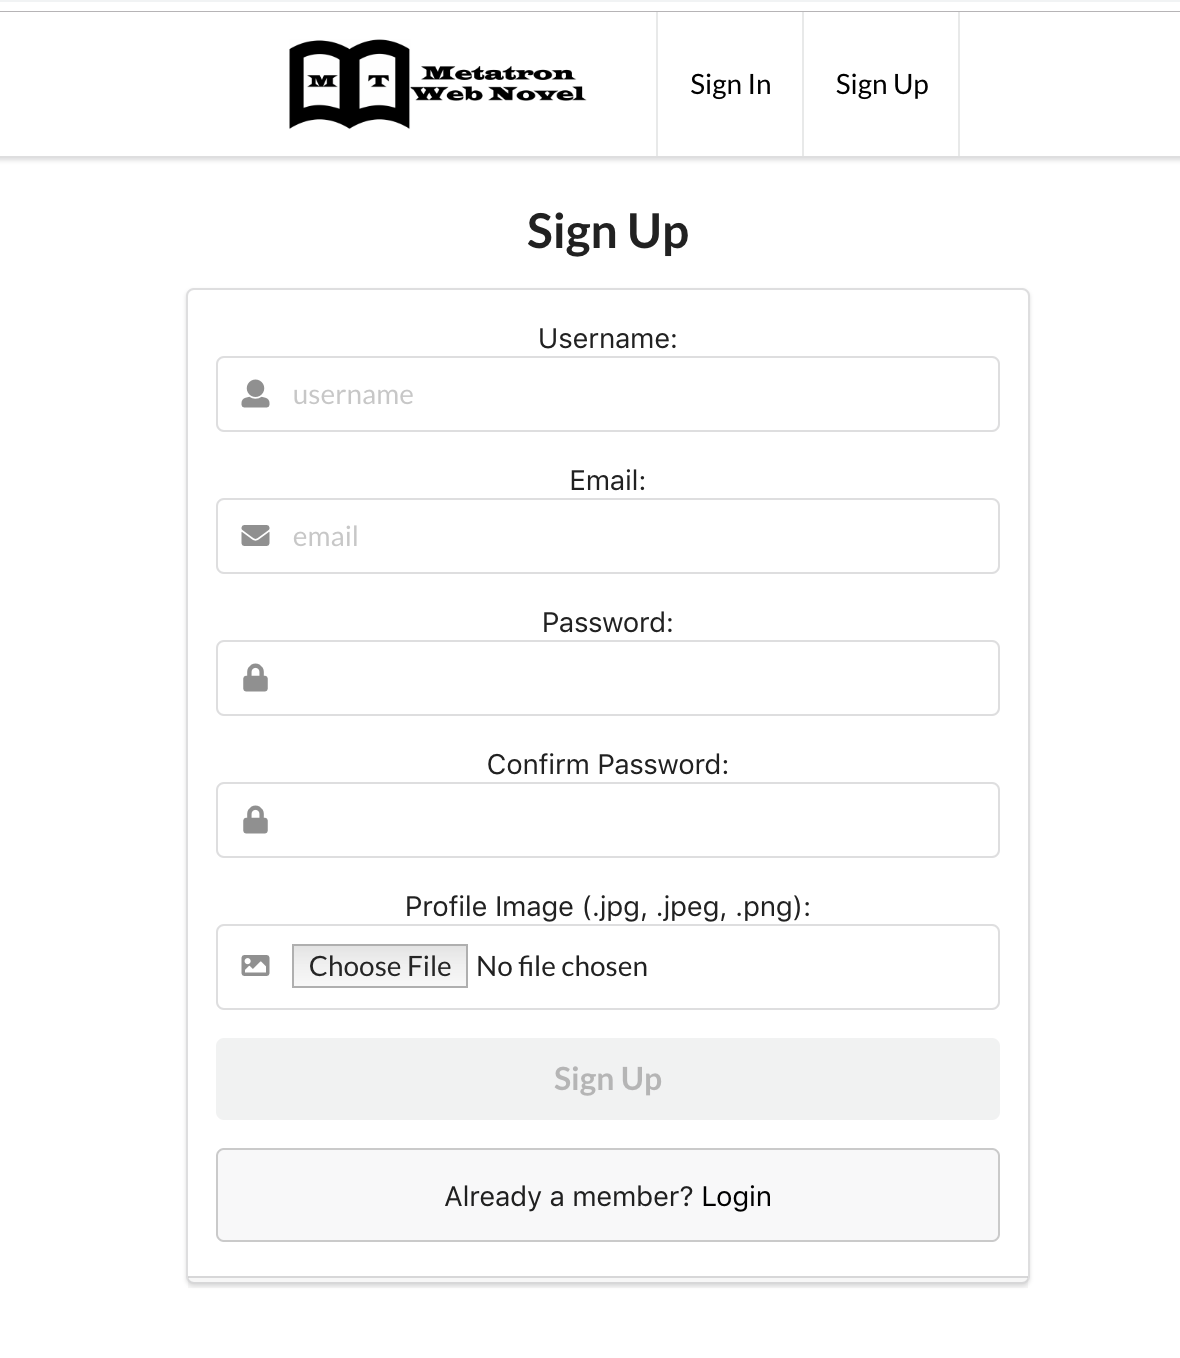 M T
Metatron
Web Novel
Sign In
Sign Up
Sign Up
Username:
username
Email:
email
Password:
Confirm Password:
Profile Image (.jpg, .jpeg, .png):
Choose File No file chosen
Sign Up
Already a member? Login